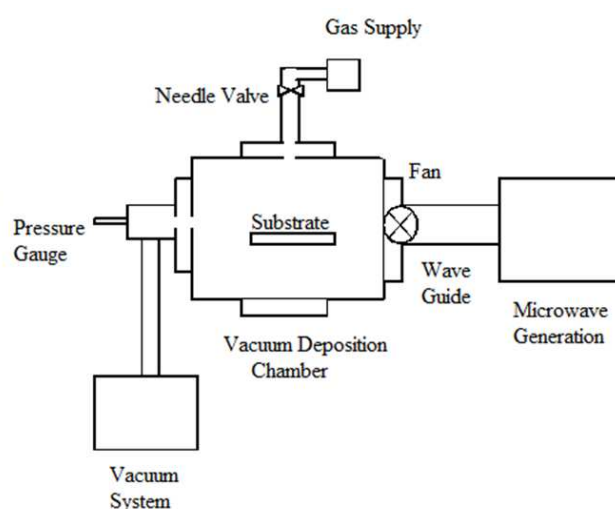 Gas Supply
Needle Valve
Fan
Substrate
Pressure
Gauge
Wave
Guide
Microwave
Generation
Vacuum Deposition
Chamber
Vacuum
System